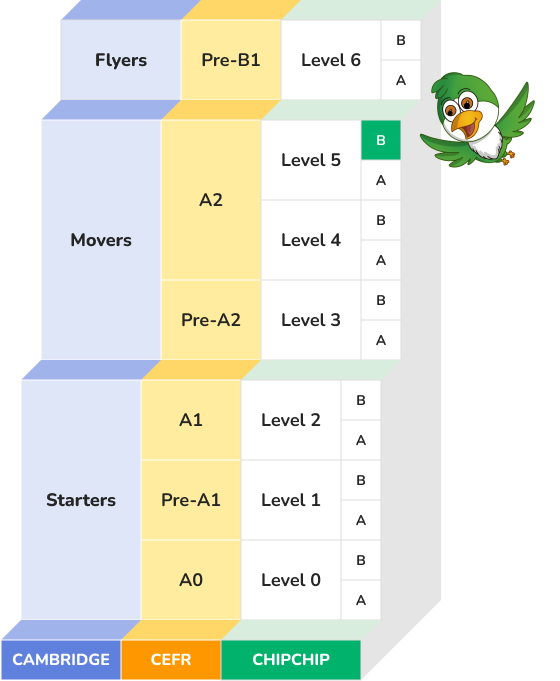 Flyers
Pre-B1
Level 6
B
A
Movers
A2
Level 5
B
A
Level 4
B
A
Pre-A2
Level 3
B
A
Starters
A1
Level 2
B
A
Pre-A1
Level 1
B
A
A0
Level 0
B
A
CAMBRIDGE
CEFR
CHIPCHIP